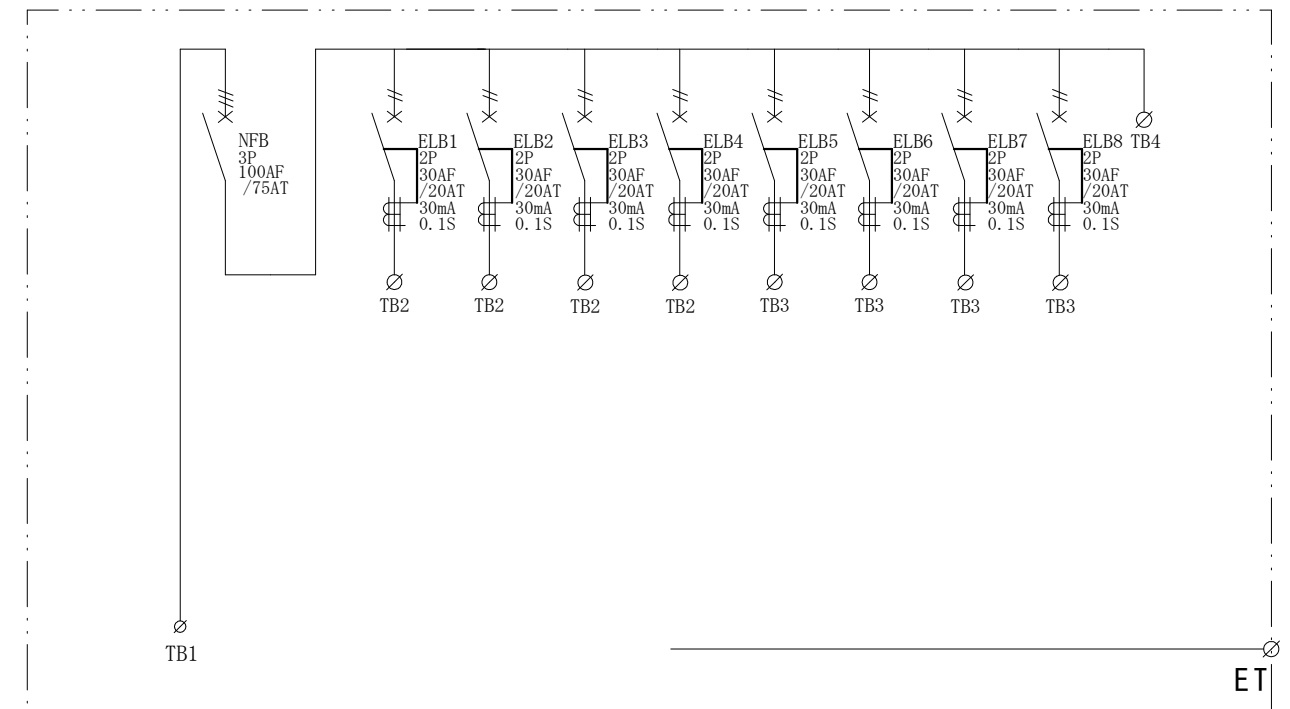 NFB
3P
100AF
/75AT
ELB1
2P
30AF
/20AT
30mA
0.1S
ELB2
2P
30AF
/20AT
30mA
0.1S
ELB3
2P
30AF
/20AT
30mA
0.1S
ELB4
2P
30AF
/20AT
30mA
0.1S
ELB5
2P
30AF
/20AT
30mA
0.1S
ELB6
2P
30AF
/20AT
30mA
0.1S
ELB7
2P
30AF
/20AT
30mA
0.1S
ELB8
2P
30AF
/20AT
30mA
0.1S
TB4
TB2
TB2
TB2
TB2
TB3
TB3
TB3
TB3
TB1
ET